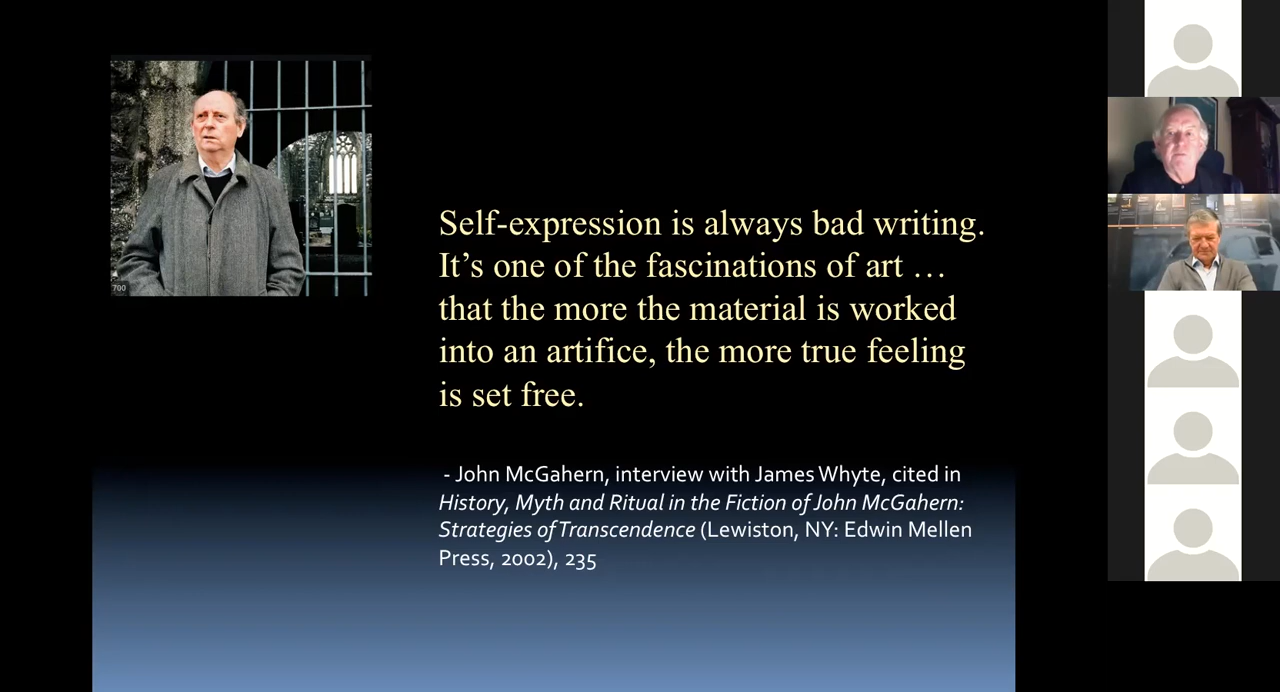 700
Self-expression is always bad writing.
It’s one of the fascinations of art …
that the more the material is worked
into an artifice, the more true feeling
is set free.
- John McGahern, interview with James Whyte, cited in
History, Myth and Ritual in the Fiction of John McGahern:
Strategies of Transcendence (Lewiston, NY: Edwin Mellen
Press, 2002), 235